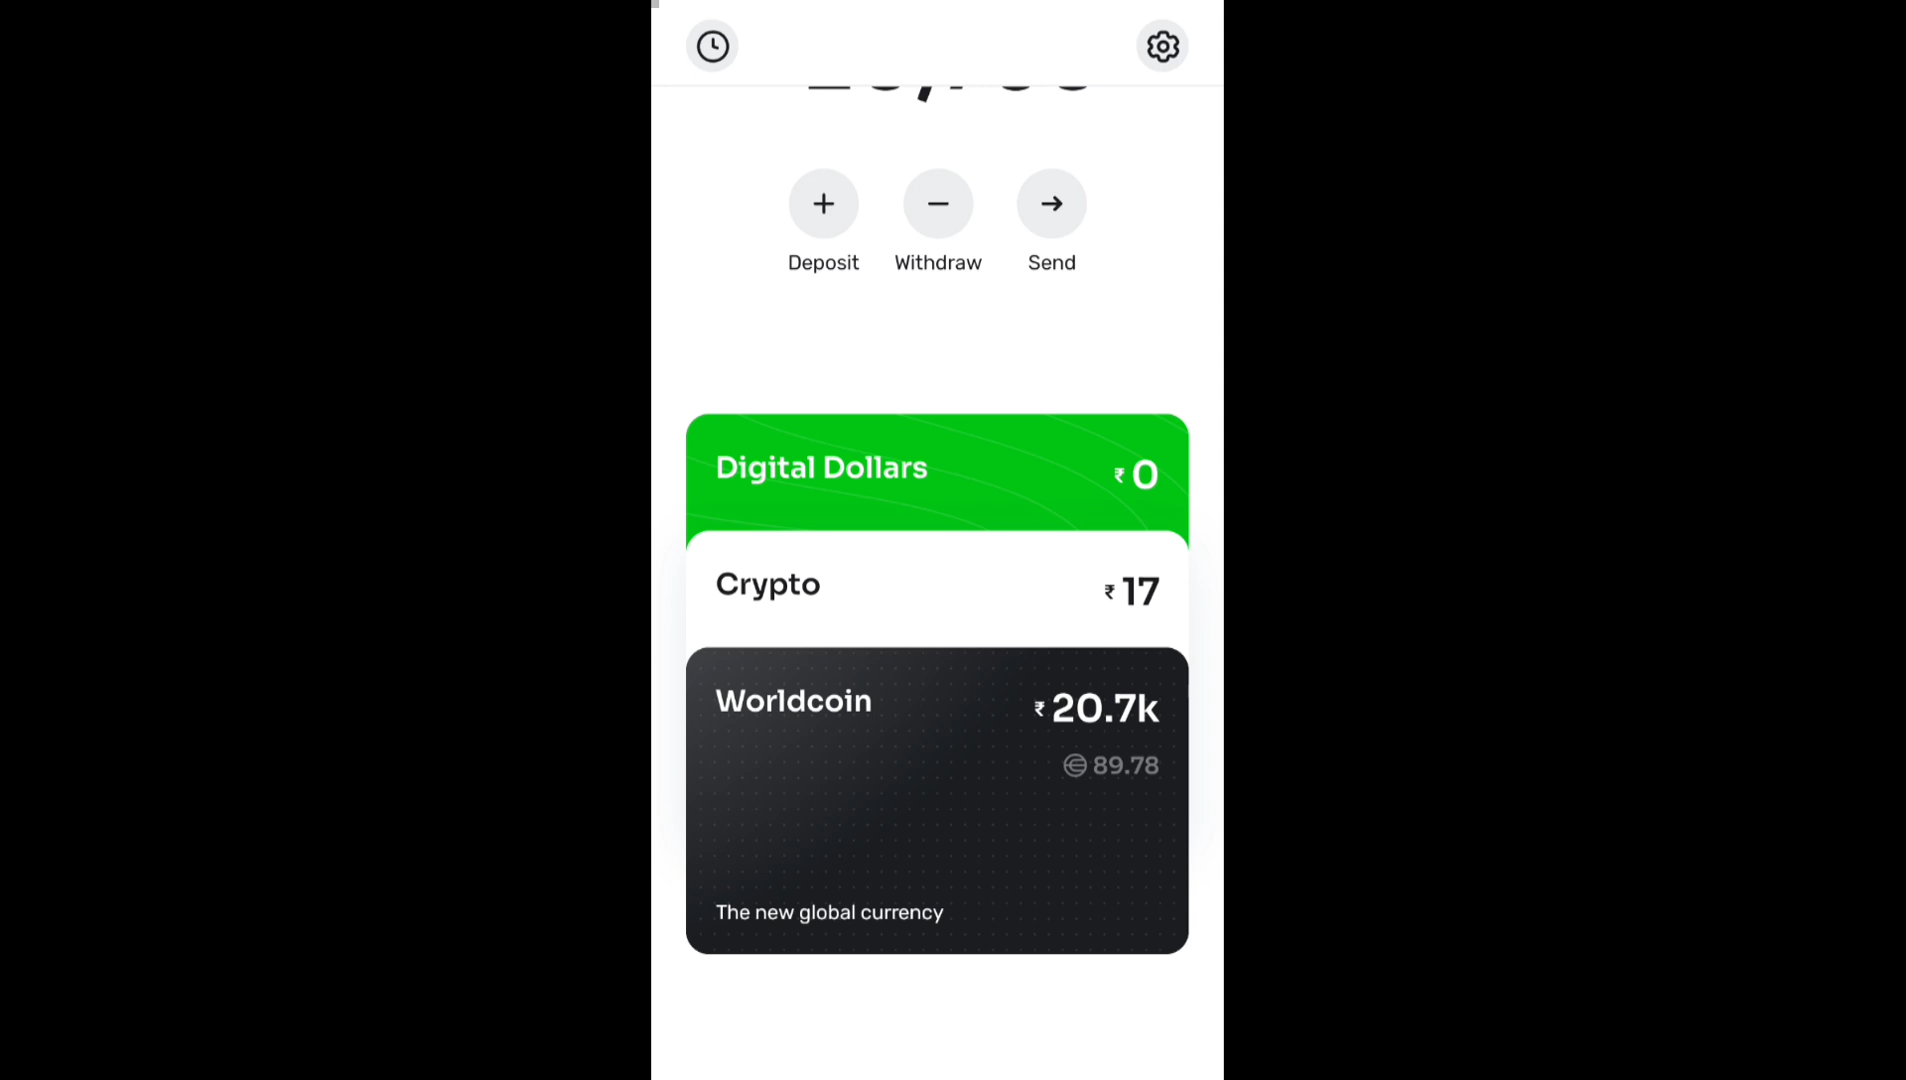 Deposit Withdraw Send
Digital Dollars ₹ 0
Crypto ₹ 17
Worldcoin ₹ 20.7k
89.78
The new global currency